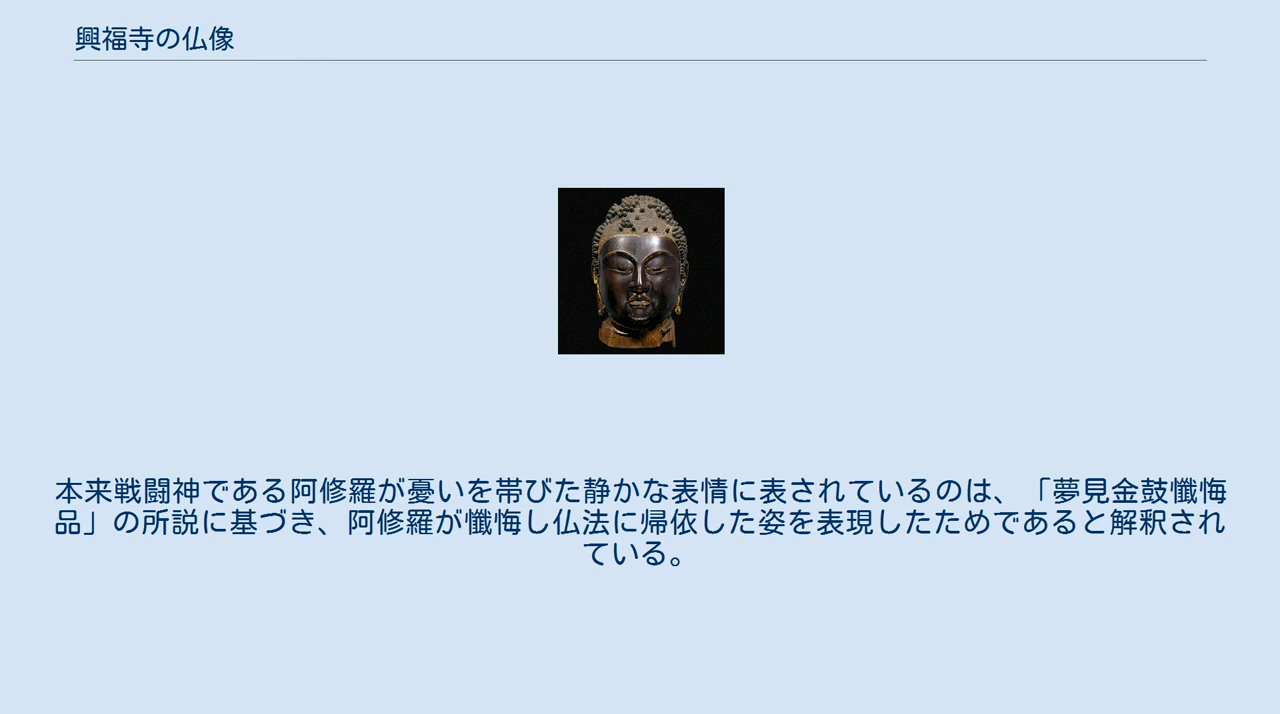 興福寺の仏像
本来戦闘神である阿修羅が憂いを帯びた静かな表情に表されているのは、「夢見金鼓懺悔
品」の所説に基づき、阿修羅が懺悔し仏法に帰依した姿を表現したためであると解釈され
ている。